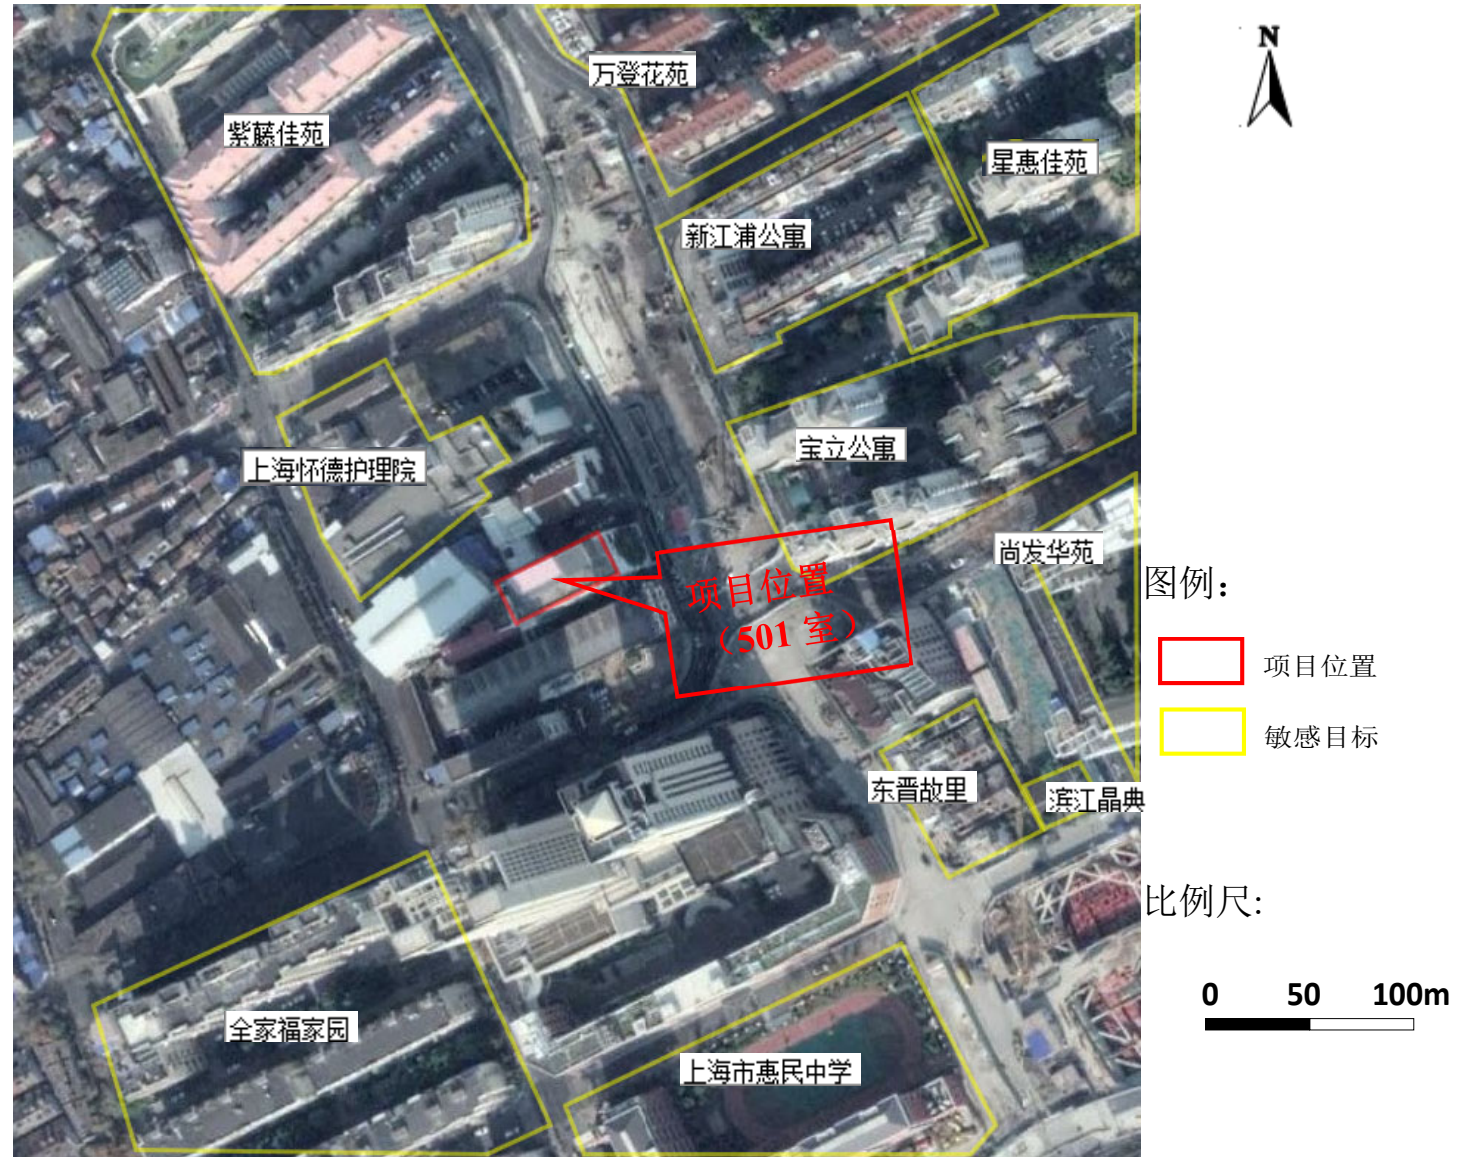 N
万登花苑
紫藤佳苑
星惠佳苑
新江浦公寓
宝立公寓
上海怀德护理院
尚发华苑
项目位置
（501 室）
图例：
项目位置
敏感目标
东晋故里
滨江晶典
比例尺:
0 50 100m
全家福家园
上海市惠民中学